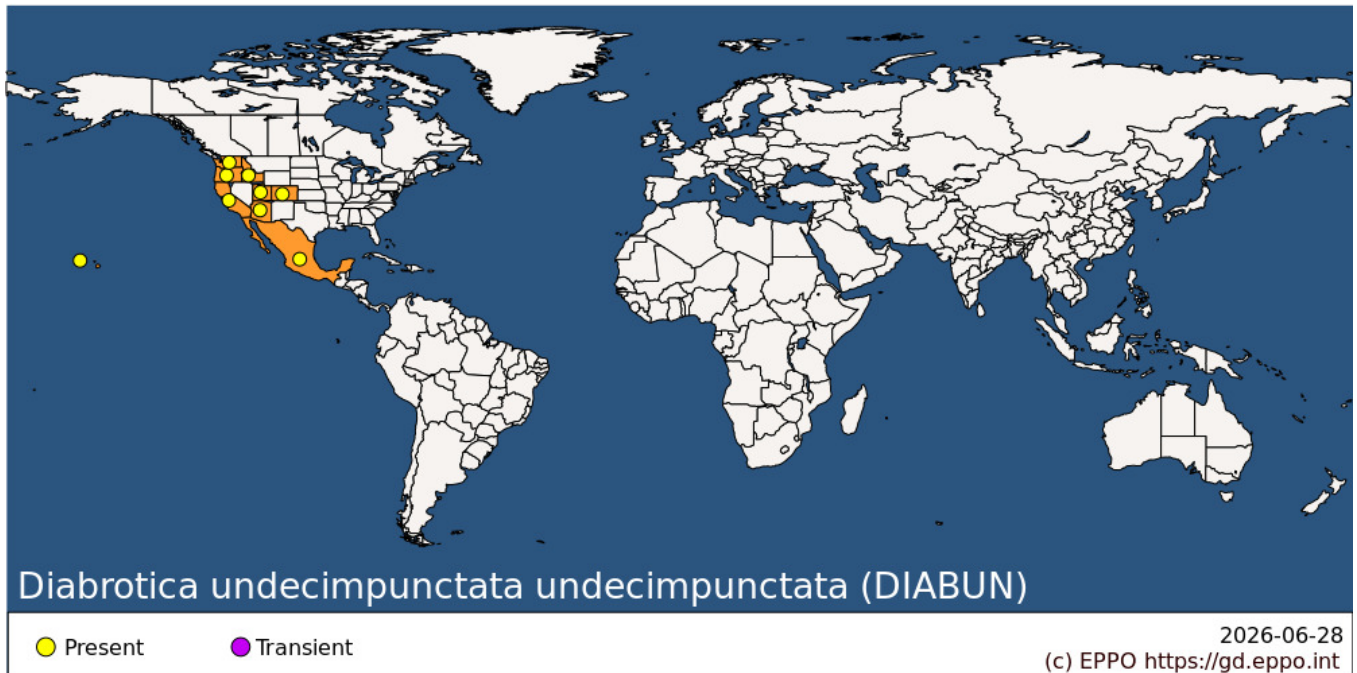 Diabrotica undecimpunctata undecimpunctata (DIABUN)
Present
Transient
2026-06-28
(c) EPPO https://gd.eppo.int